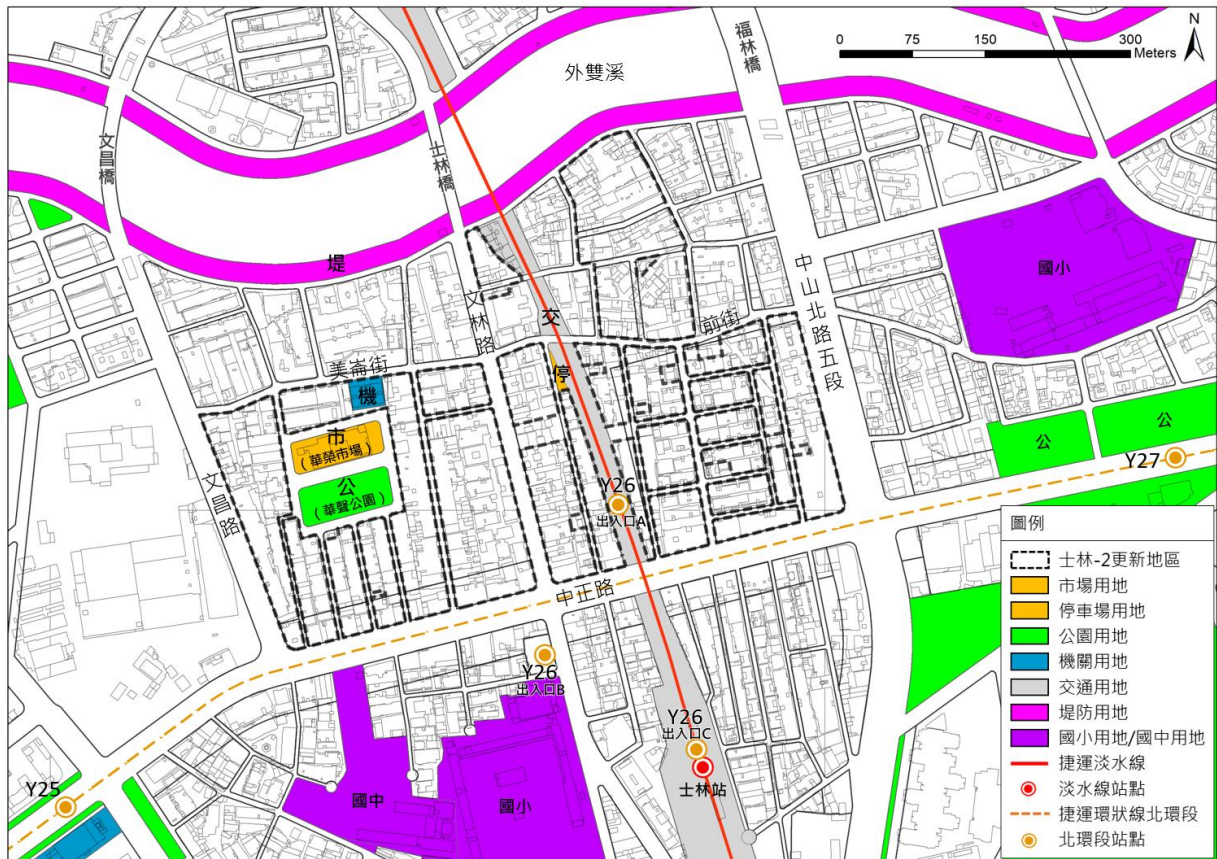 N
0 75 150 300
Meters
福林橋
外雙溪
文昌橋
士林橋
堤
國小
中山北路五段
文林路
交
前街
美崙街
停
機
市
(華榮市場)
公
(華聲公園)
文昌路
公
公
Y27
Y26
出入口A
中正路
Y26
出入口B
Y26
出入口C
士林站
Y25
國中
國小
圖例
士林-2更新地區
市場用地
停車場用地
公園用地
機關用地
交通用地
堤防用地
國小用地/國中用地
捷運淡水線
淡水線站點
捷運環狀線北環段
北環段站點